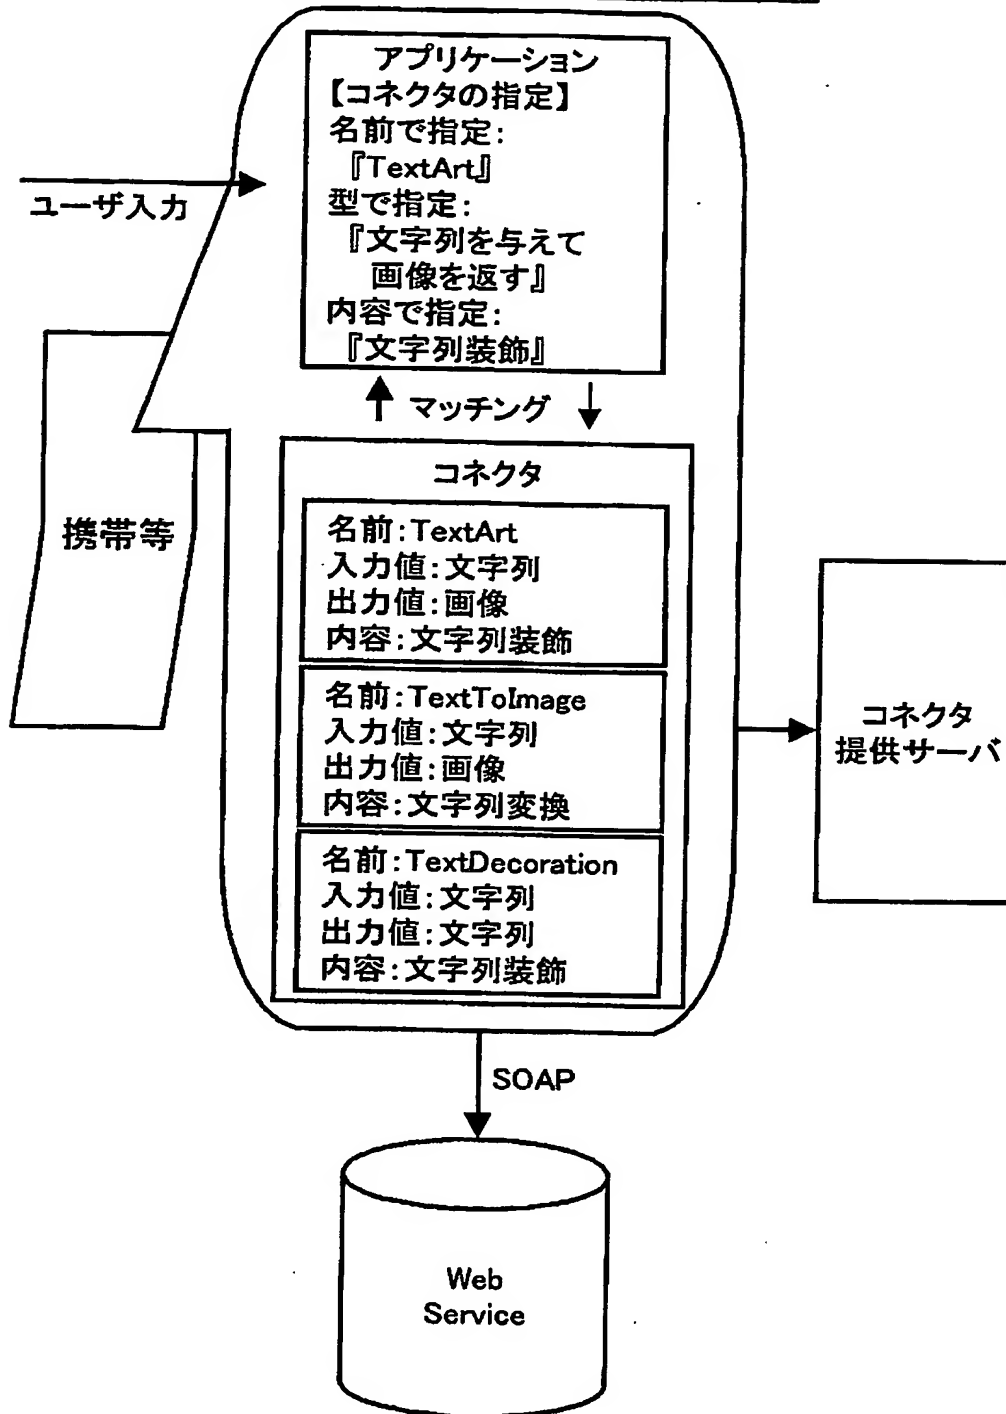 アプリケーション
【コネクタの指定】
名前で指定:
『TextArt』
型で指定:
『文字列を与えて
画像を返す』
内容で指定:
『文字列装飾』
ユーザ入力
マッチング
携帯等
コネクタ
名前:TextArt
入力値:文字列
出力値:画像
内容:文字列装飾
名前:TextToImage
入力値:文字列
出力値:画像
内容:文字列変換
名前:TextDecoration
入力値:文字列
出力値:文字列
内容:文字列装飾
コネクタ
提供サーバ
SOAP
Web
Service